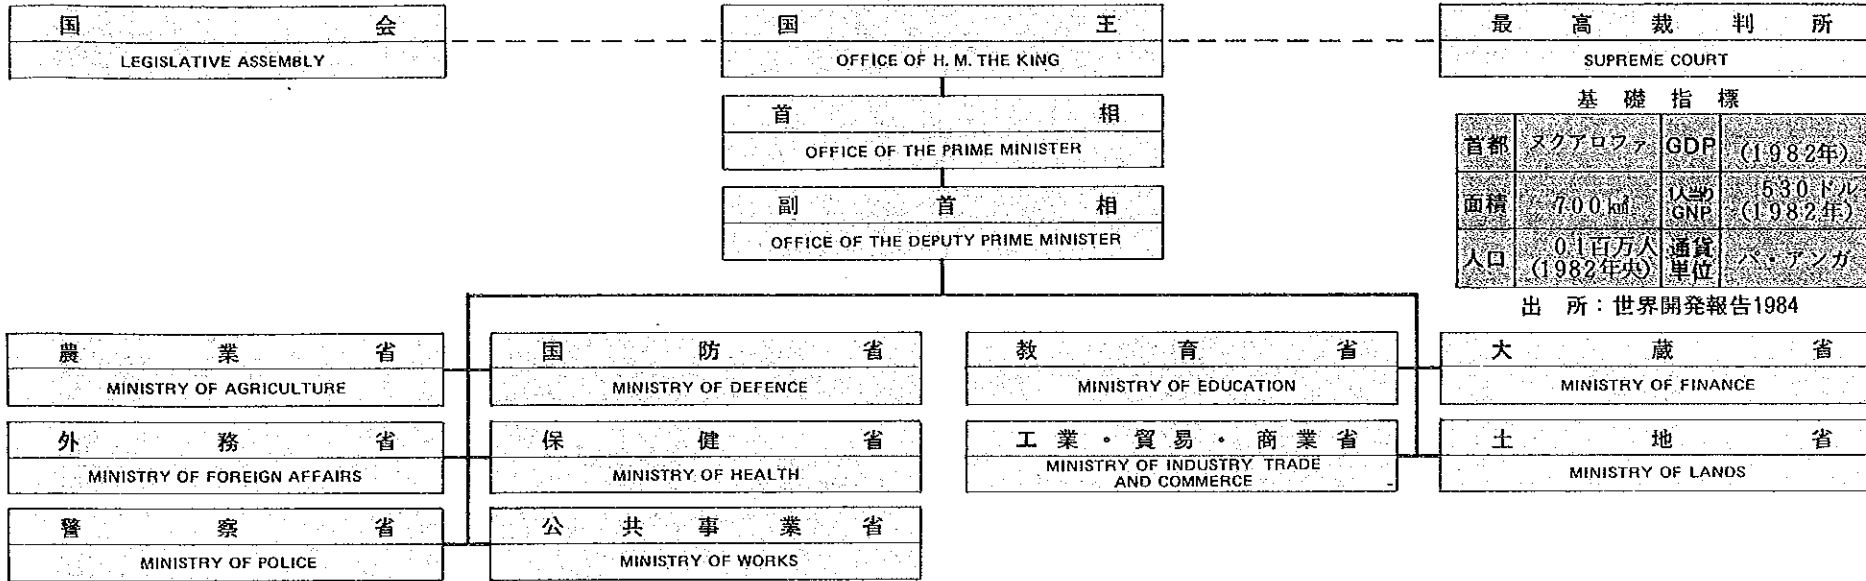 国会
LEGISLATIVE ASSEMBLY
国王
OFFICE OF H. M. THE KING
最高裁判所
SUPREME COURT
首相
OFFICE OF THE PRIME MINISTER
副首相
OFFICE OF THE DEPUTY PRIME MINISTER
基礎指標
首都 ヌクアロファ GDP (1982年)
面積 700㎢ 1人当り GNP 530ドル (1982年)
人口 0.1百万人 (1982年央) 通貨単位 パ・アンガ
出所:世界開発報告1984
農業省
MINISTRY OF AGRICULTURE
国防省
MINISTRY OF DEFENCE
教育省
MINISTRY OF EDUCATION
大蔵省
MINISTRY OF FINANCE
外務省
MINISTRY OF FOREIGN AFFAIRS
保健省
MINISTRY OF HEALTH
工業・貿易・商業省
MINISTRY OF INDUSTRY TRADE
AND COMMERCE
土地省
MINISTRY OF LANDS
警察省
MINISTRY OF POLICE
公共事業省
MINISTRY OF WORKS